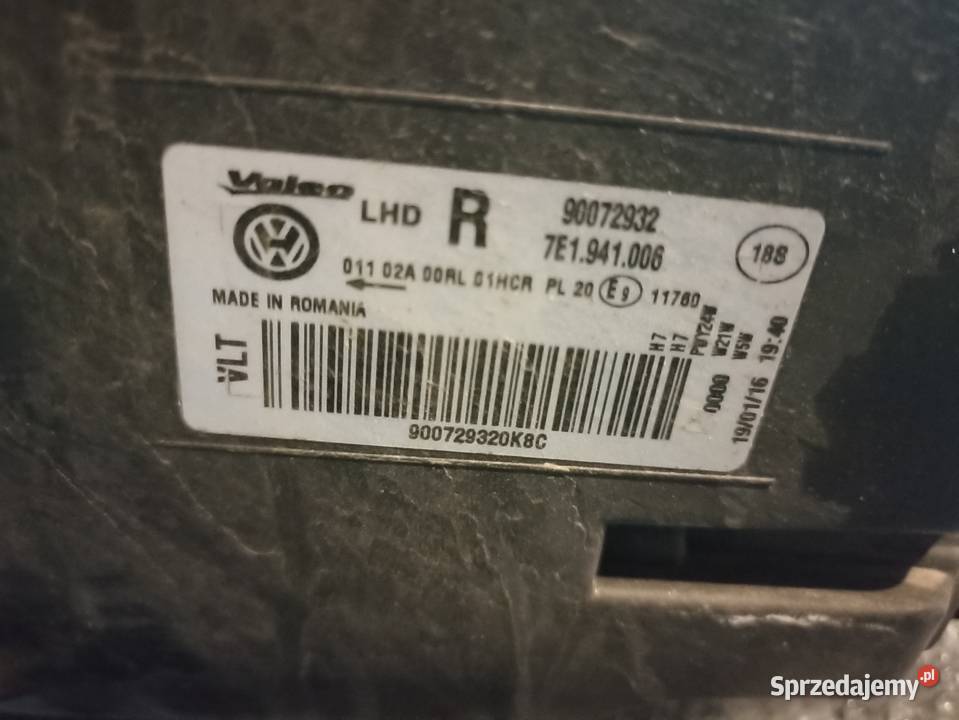 Valeo
LHD R 90072932
7E1.941.006
188
011 02A 00RL 01HCR PL 20 E9 11760
MADE IN ROMANIA
VLT
H7
H7
PWY24W
W21W
W5W
0000
19/01/16 19:40
900729320K8C
Sprzedajemy.pl